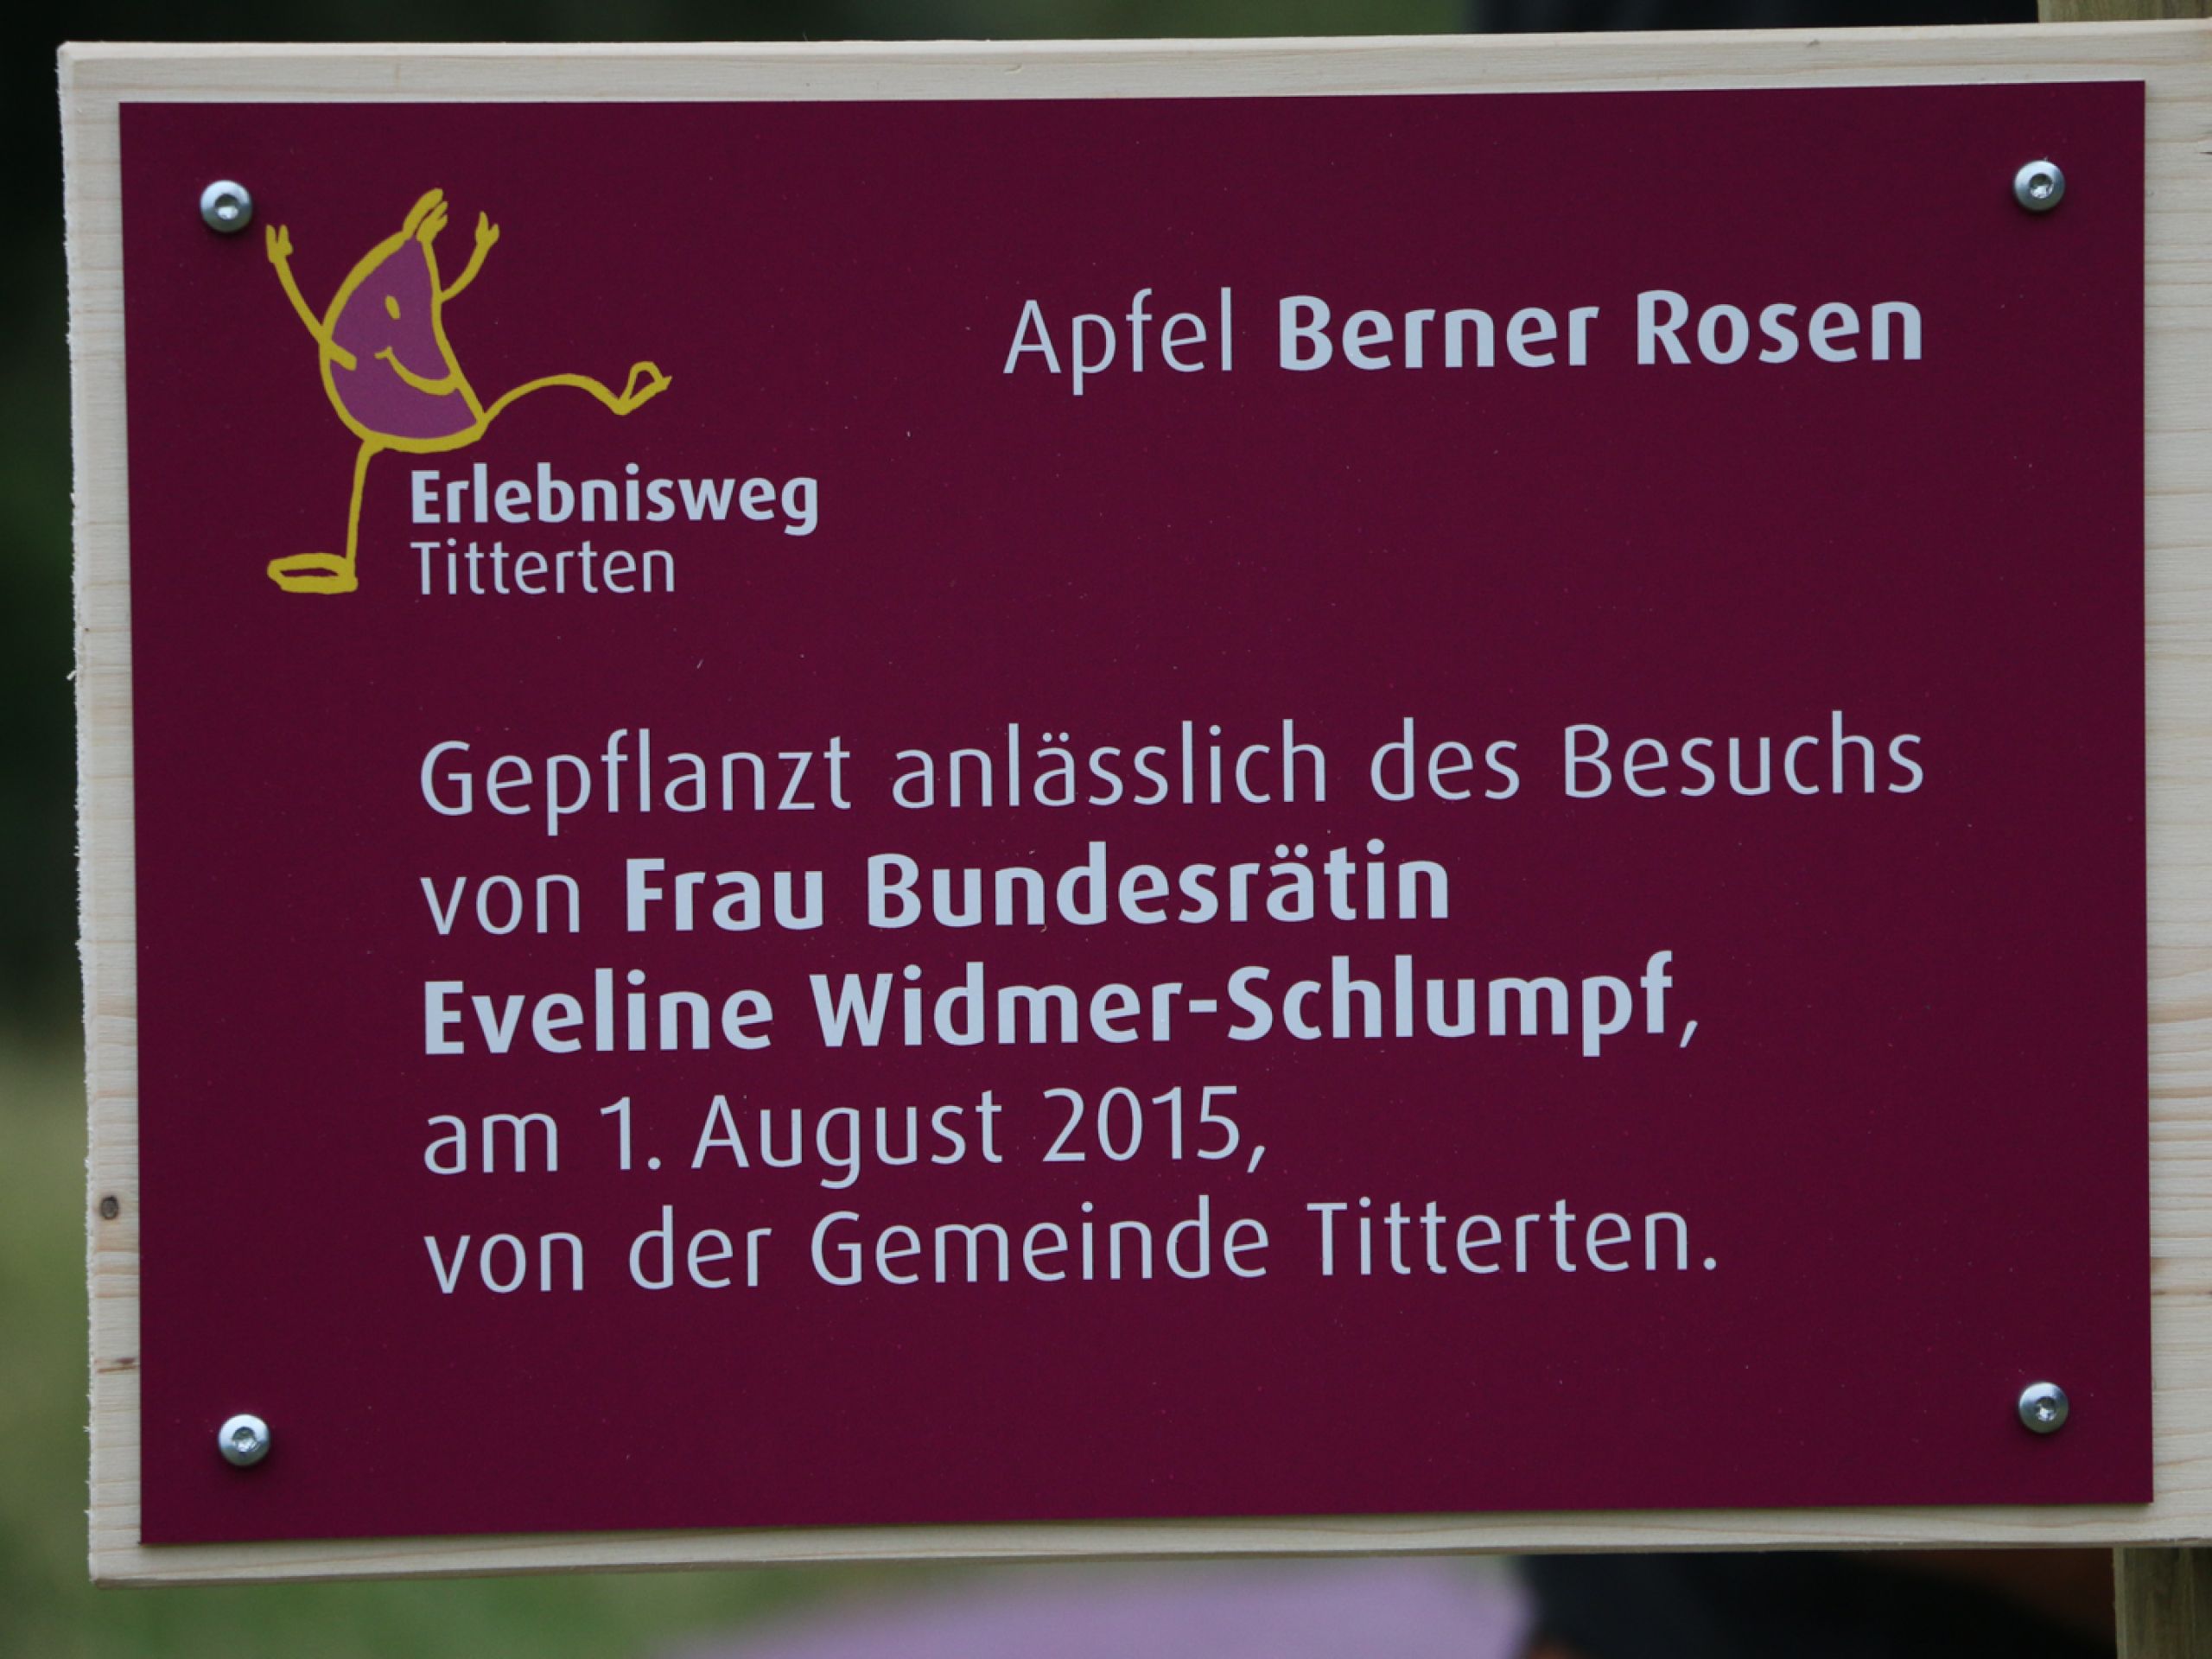 Apfel Berner Rosen
Erlebnisweg
Titterten
Gepflanzt anlässlich des Besuchs
von Frau Bundesrätin
Eveline Widmer-Schlumpf,
am 1. August 2015,
von der Gemeinde Titterten.